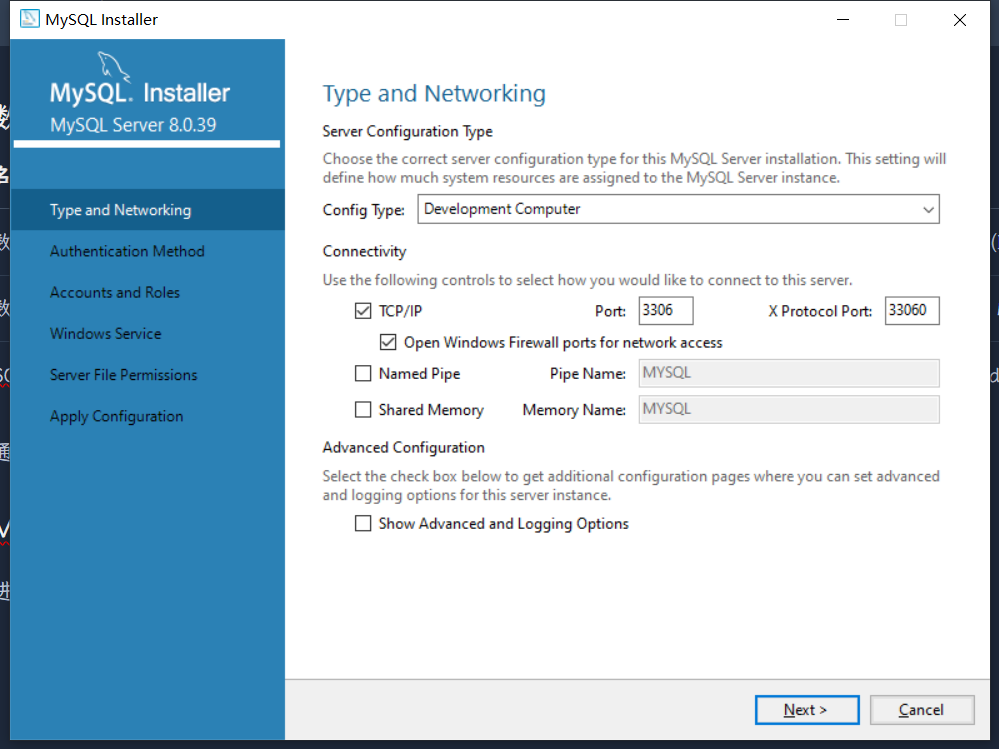 MySQL Installer
MySQL. Installer
MySQL Server 8.0.39
Type and Networking
Authentication Method
Accounts and Roles
Windows Service
Server File Permissions
Apply Configuration
Type and Networking
Server Configuration Type
Choose the correct server configuration type for this MySQL Server installation. This setting will
define how much system resources are assigned to the MySQL Server instance.
Config Type: Development Computer
Connectivity
Use the following controls to select how you would like to connect to this server.
TCP/IP Port: 3306 X Protocol Port: 33060
Open Windows Firewall ports for network access
Named Pipe Pipe Name: MYSQL
Shared Memory Memory Name: MYSQL
Advanced Configuration
Select the check box below to get additional configuration pages where you can set advanced
and logging options for this server instance.
Show Advanced and Logging Options
Next > Cancel